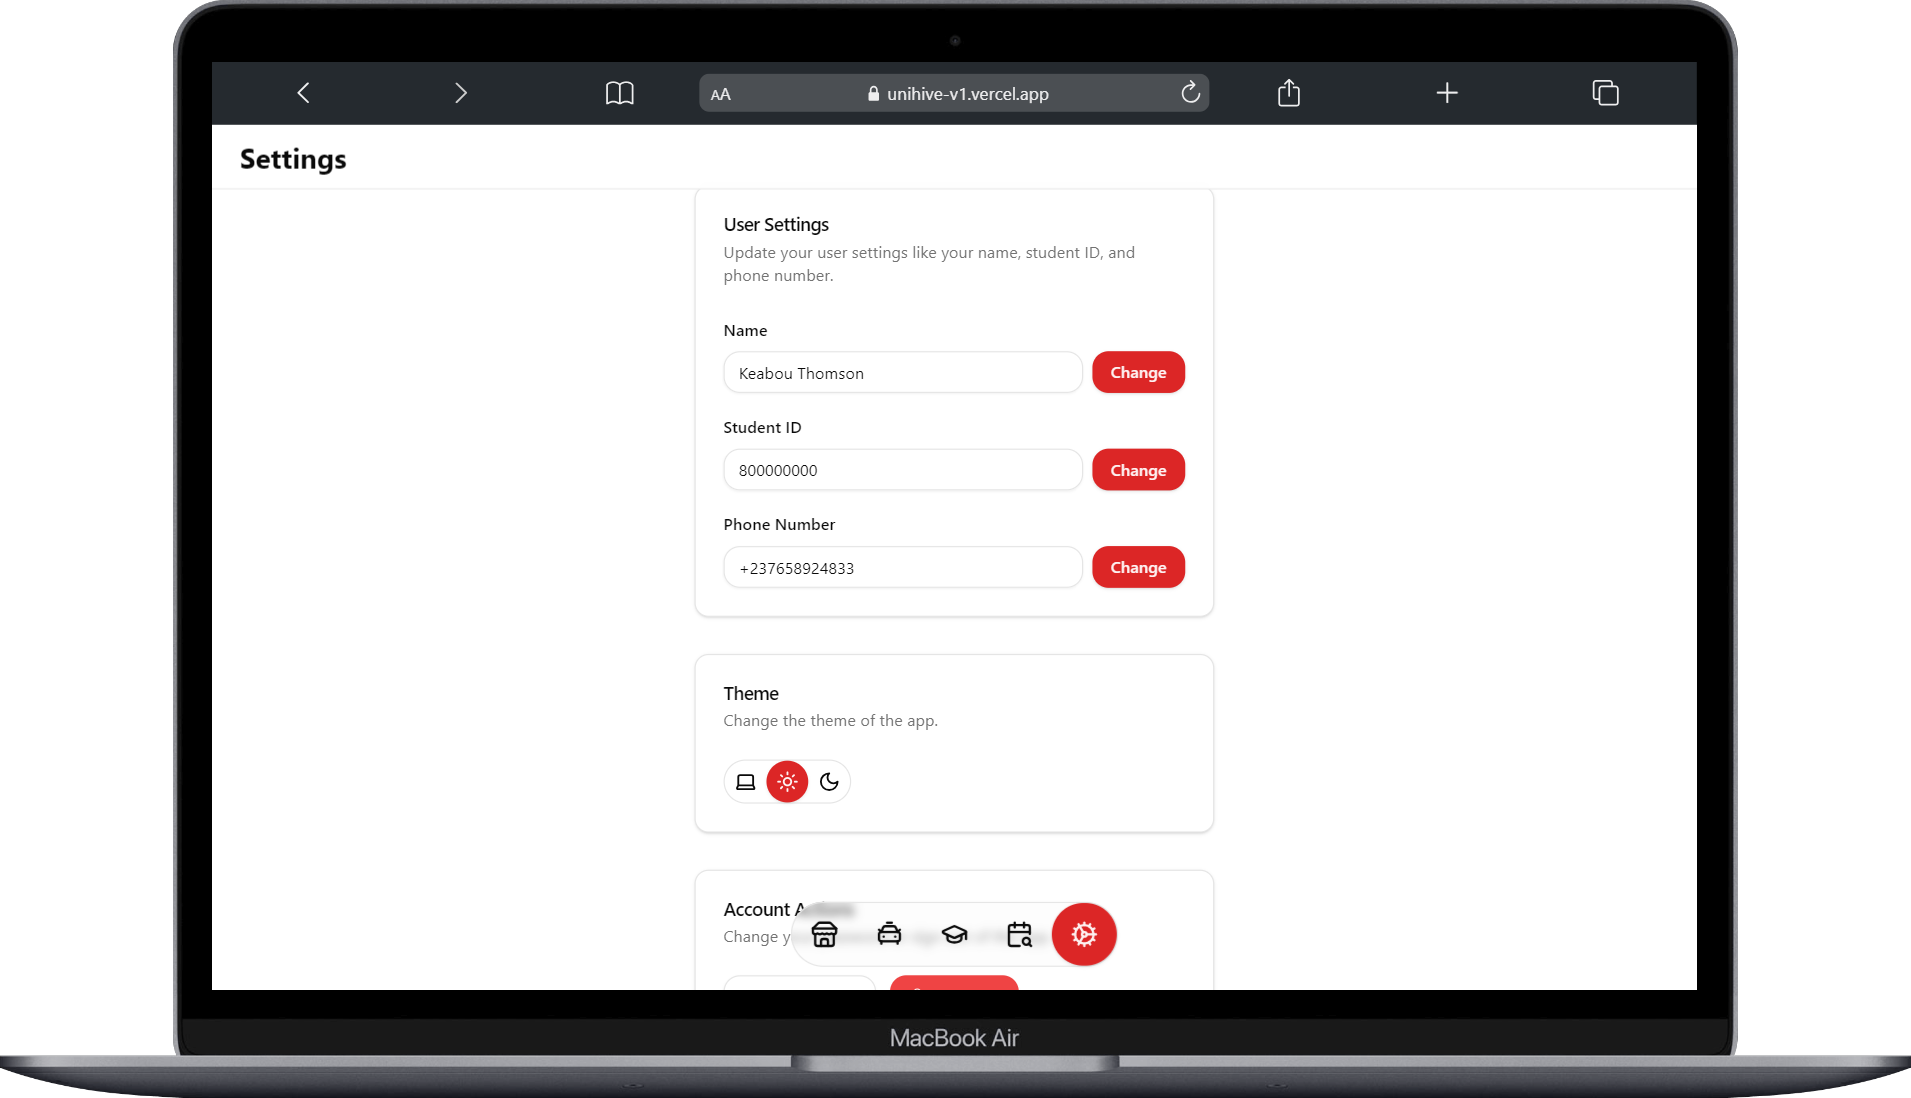 AA
unihive-v1.vercel.app
Settings
User Settings
Update your user settings like your name, student ID, and
phone number.
Name
Keabou Thomson
Change
Student ID
800000000
Change
Phone Number
+237658924833
Change
Theme
Change the theme of the app.
Account
Change
MacBook Air